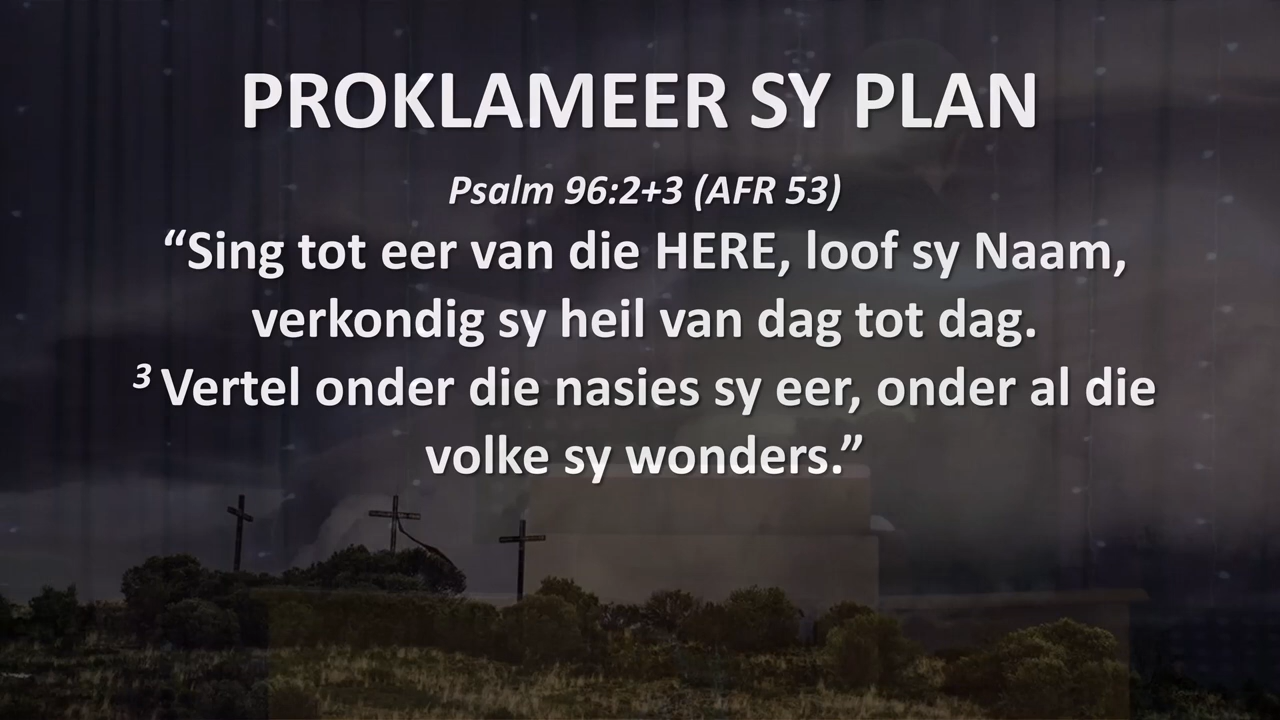 PROKLAMEER SY PLAN
Psalm 96:2+3 (AFR 53)
“Sing tot eer van die HERE, loof sy Naam,
verkondig sy heil van dag tot dag.
3 Vertel onder die nasies sy eer, onder al die
volke sy wonders.”